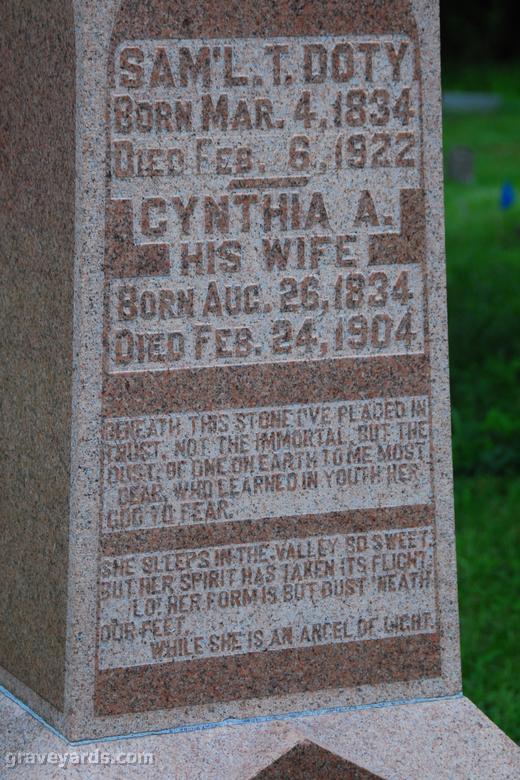 SAM'L. T. DOTY
BORN MAR. 4, 1834
DIED FEB. 6, 1922
CYNTHIA A.
HIS WIFE
BORN AUG. 26, 1834
DIED FEB. 24, 1904.
BENEATH THIS STONE I'VE PLACED IN
TRUST, NOT THE IMMORTAL, BUT THE
DUST, OF ONE ON EARTH TO ME MOST
DEAR, WHO LEARNED IN YOUTH HER
GOD TO FEAR.
SHE SLEEPS IN THE VALLEY SO SWEET,
BUT HER SPIRIT HAS TAKEN ITS FLIGHT,
LO! HER FORM IS BUT DUST 'NEATH
OUR FEET,
WHILE SHE IS AN ANGEL OF LIGHT.
graveyards.com